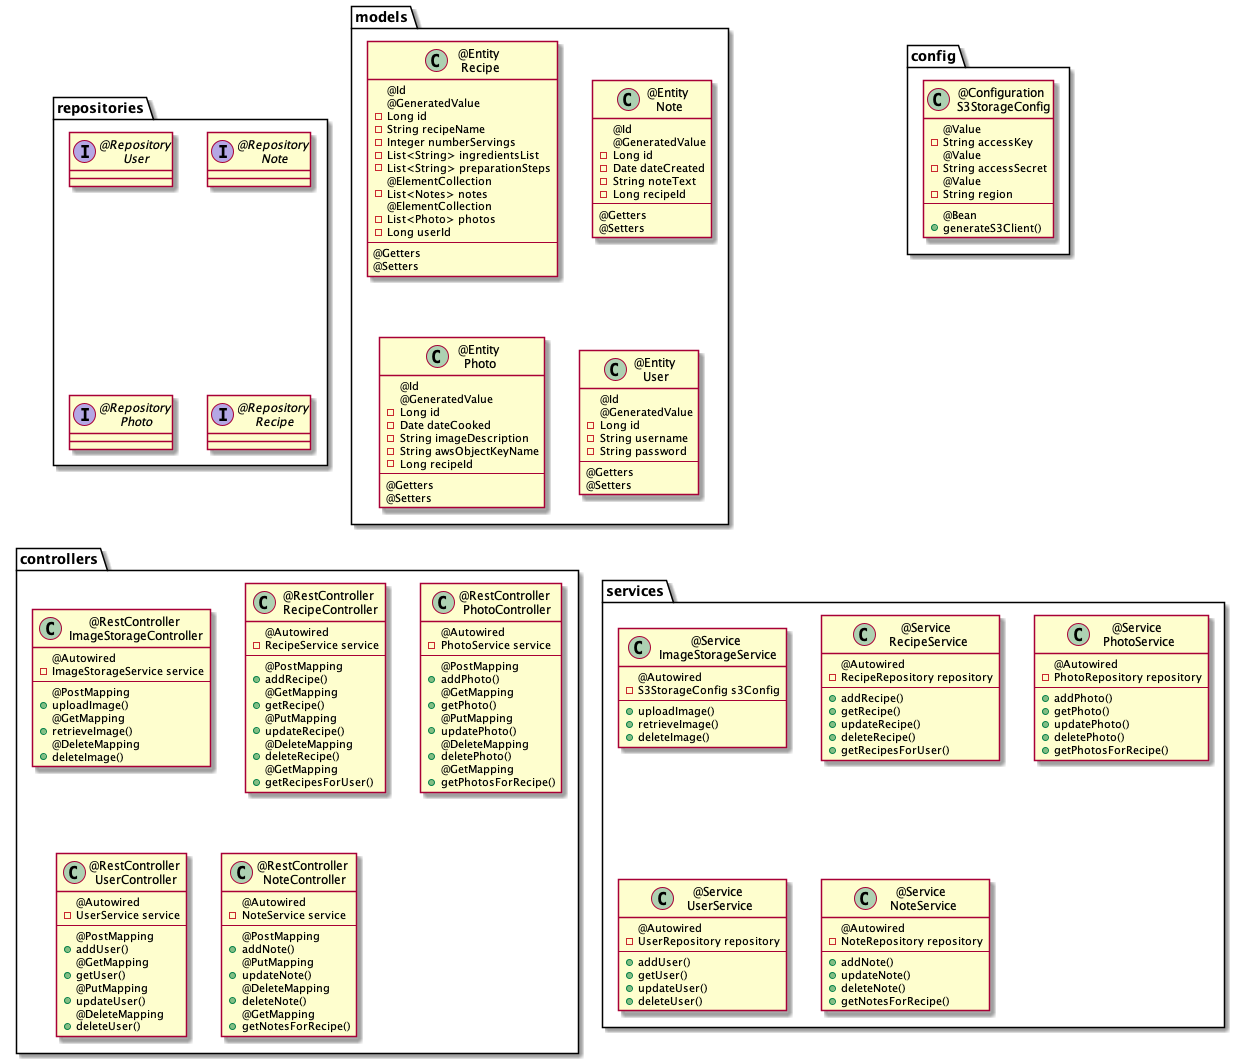 repositories
@Repository
User
@Repository
Note
@Repository
Photo
@Repository
Recipe
models
@Entity
Recipe
@Id
@GeneratedValue
Long id
String recipeName
Integer numberServings
List<String> ingredientsList
List<String> preparationSteps
@ElementCollection
List<Notes> notes
@ElementCollection
List<Photo> photos
Long userId
@Getters
@Setters
@Entity
Note
@Id
@GeneratedValue
Long id
Date dateCreated
String noteText
Long recipeId
@Getters
@Setters
@Entity
Photo
@Id
@GeneratedValue
Long id
Date dateCooked
String imageDescription
String awsObjectKeyName
Long recipeId
@Getters
@Setters
@Entity
User
@Id
@GeneratedValue
Long id
String username
String password
@Getters
@Setters
config
@Configuration
S3StorageConfig
@Value
String accessKey
@Value
String accessSecret
@Value
String region
@Bean
generateS3Client()
controllers
@RestController
ImageStorageController
@Autowired
ImageStorageService service
@PostMapping
uploadImage()
@GetMapping
retrieveImage()
@DeleteMapping
deleteImage()
@RestController
RecipeController
@Autowired
RecipeService service
@PostMapping
addRecipe()
@GetMapping
getRecipe()
@PutMapping
updateRecipe()
@DeleteMapping
deleteRecipe()
@GetMapping
getRecipesForUser()
@RestController
PhotoController
@Autowired
PhotoService service
@PostMapping
addPhoto()
@GetMapping
getPhoto()
@PutMapping
updatePhoto()
@DeleteMapping
deletePhoto()
@GetMapping
getPhotosForRecipe()
@RestController
UserController
@Autowired
UserService service
@PostMapping
addUser()
@GetMapping
getUser()
@PutMapping
updateUser()
@DeleteMapping
deleteUser()
@RestController
NoteController
@Autowired
NoteService service
@PostMapping
addNote()
@PutMapping
updateNote()
@DeleteMapping
deleteNote()
@GetMapping
getNotesForRecipe()
services
@Service
ImageStorageService
@Autowired
S3StorageConfig s3Config
uploadImage()
retrieveImage()
deleteImage()
@Service
RecipeService
@Autowired
RecipeRepository repository
addRecipe()
getRecipe()
updateRecipe()
deleteRecipe()
getRecipesForUser()
@Service
PhotoService
@Autowired
PhotoRepository repository
addPhoto()
getPhoto()
updatePhoto()
deletePhoto()
getPhotosForRecipe()
@Service
UserService
@Autowired
UserRepository repository
addUser()
getUser()
updateUser()
deleteUser()
@Service
NoteService
@Autowired
NoteRepository repository
addNote()
updateNote()
deleteNote()
getNotesForRecipe()